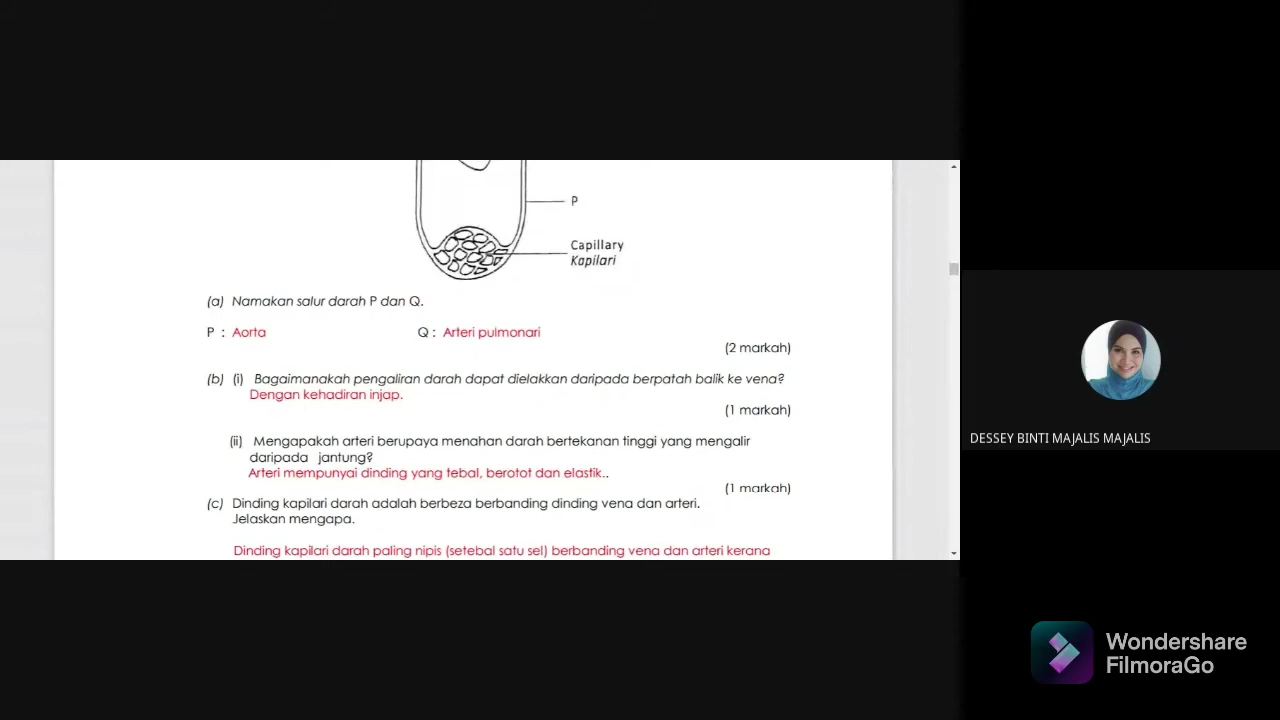 P
Capillary
Kapilari
(a) Namakan salur darah P dan Q.
P : Aorta Q : Arteri pulmonari
(2 markah)
(b) (i) Bagaimanakah pengaliran darah dapat dielakkan daripada berpatah balik ke vena?
Dengan kehadiran injap.
(1 markah)
(ii) Mengapakah arteri berupaya menahan darah bertekanan tinggi yang mengalir
daripada jantung?
Arteri mempunyai dinding yang tebal, berotot dan elastik..
(1 markah)
(c) Dinding kapilari darah adalah berbeza berbanding dinding vena dan arteri.
Jelaskan mengapa.
Dinding kapilari darah paling nipis (setebal satu sel) berbanding vena dan arteri kerana
DESSEY BINTI MAJALIS MAJALIS
Wondershare
FilmoraGo